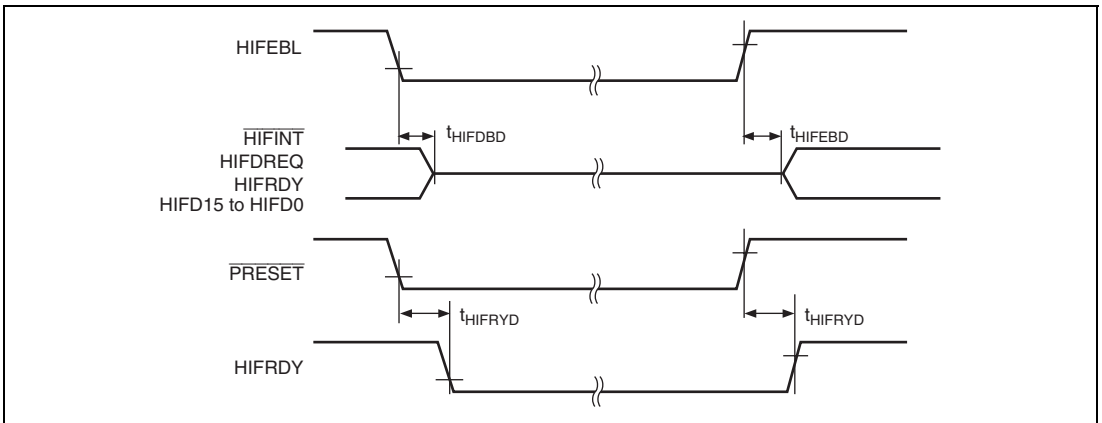 HIFEBL
HIFINT
tHIFDBD
tHIFEBD
HIFDREQ
HIFRDY
HIFD15 to HIFD0
PRESET
tHIFRYD
tHIFRYD
HIFRDY